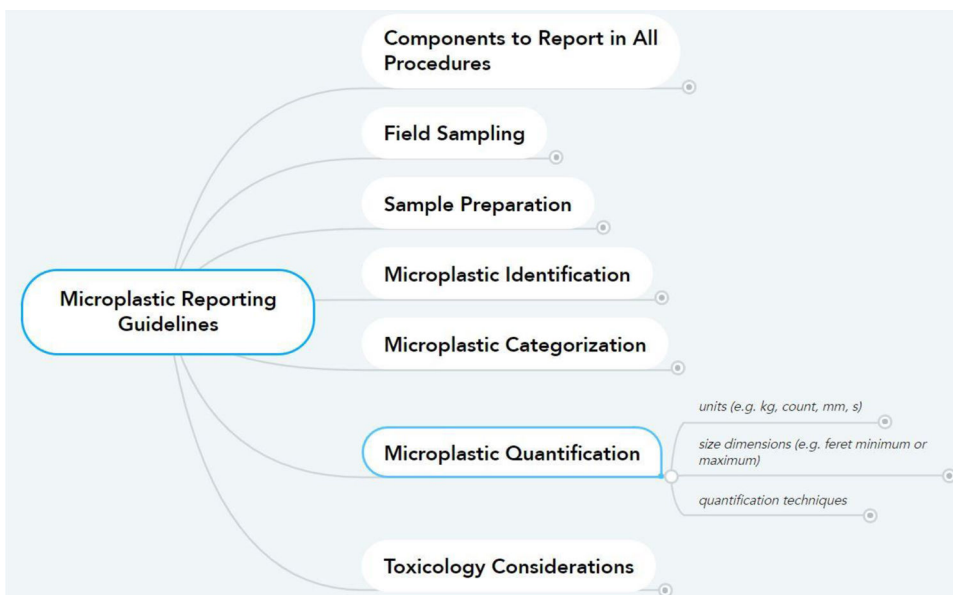 Components to Report in All
Procedures
Field Sampling
Sample Preparation
Microplastic Identification
Microplastic Reporting
Guidelines
Microplastic Categorization
Microplastic Quantification
units (e.g. kg, count, mm, s)
size dimensions (e.g. feret minimum or
maximum)
quantification techniques
Toxicology Considerations